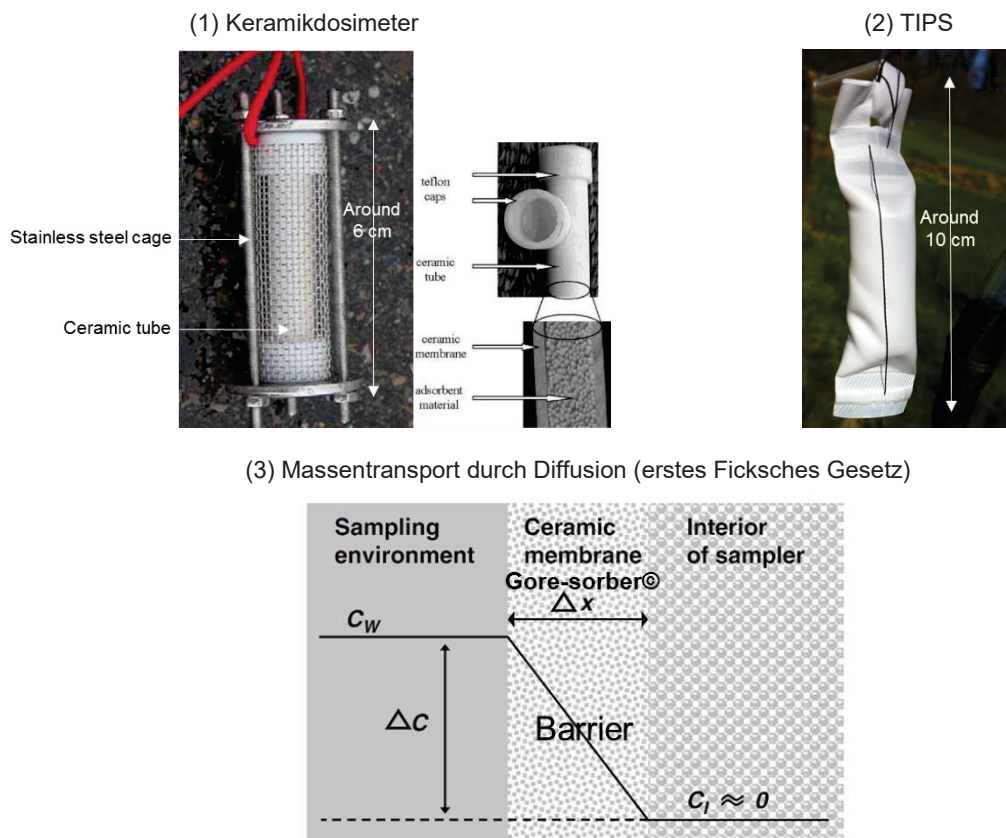 (1) Keramikdosimeter
(2) TIPS
Stainless steel cage
Ceramic tube
Around
6 cm
teflon
caps
ceramic
tube
ceramic
membrane
adsorbent
material
Around
10 cm
(3) Massentransport durch Diffusion (erstes Ficksches Gesetz)
Sampling
environment
Ceramic
membrane
Gore-sorber©
Δx
Interior
of sampler
C_W
ΔC
Barrier
C_I ≈ 0